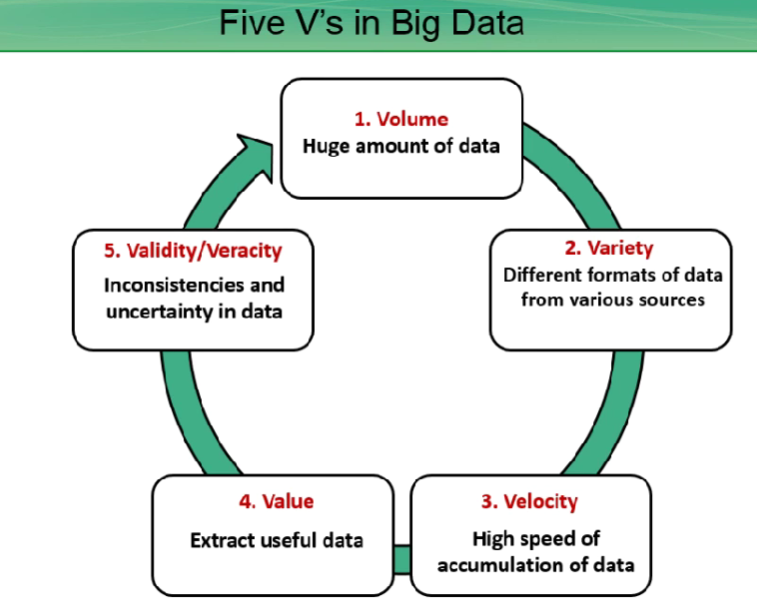 Five V's in Big Data
1. Volume
Huge amount of data
2. Variety
Different formats of data
from various sources
3. Velocity
High speed of
accumulation of data
4. Value
Extract useful data
5. Validity/Veracity
Inconsistencies and
uncertainty in data